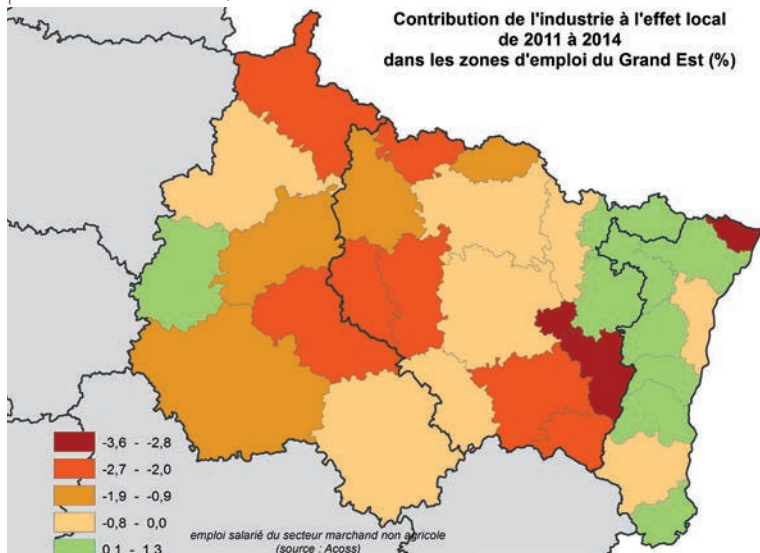 Contribution de l'industrie à l'effet local
de 2011 à 2014
dans les zones d'emploi du Grand Est (%)
-3,6 - -2,8
-2,7 - -2,0
-1,9 - -0,9
-0,8 - 0,0
0,1 - 1,3
emploi salarié du secteur marchand non agricole
(source : Acoss)